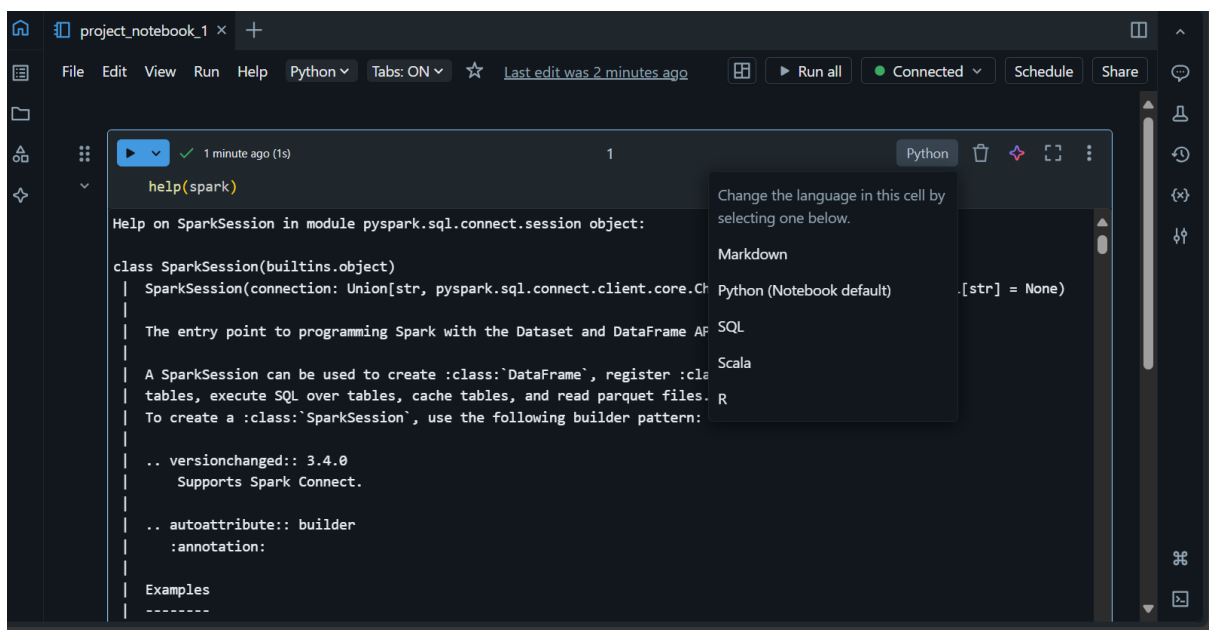 project_notebook_1
File Edit View Run Help Python Tabs: ON Last edit was 2 minutes ago Run all Connected Schedule Share
1 minute ago (1s) 1 Python
help(spark)
Change the language in this cell by
selecting one below.
Markdown
Python (Notebook default)
SQL
Scala
R
Help on SparkSession in module pyspark.sql.connect.session object:
class SparkSession(builtins.object)
| SparkSession(connection: Union[str, pyspark.sql.connect.client.core.Ch [str] = None)
|
| The entry point to programming Spark with the Dataset and DataFrame AP
|
| A SparkSession can be used to create :class:`DataFrame`, register :cla
| tables, execute SQL over tables, cache tables, and read parquet files.
| To create a :class:`SparkSession`, use the following builder pattern:
|
| .. versionchanged:: 3.4.0
| Supports Spark Connect.
|
| .. autoattribute:: builder
| :annotation:
|
| Examples
| --------